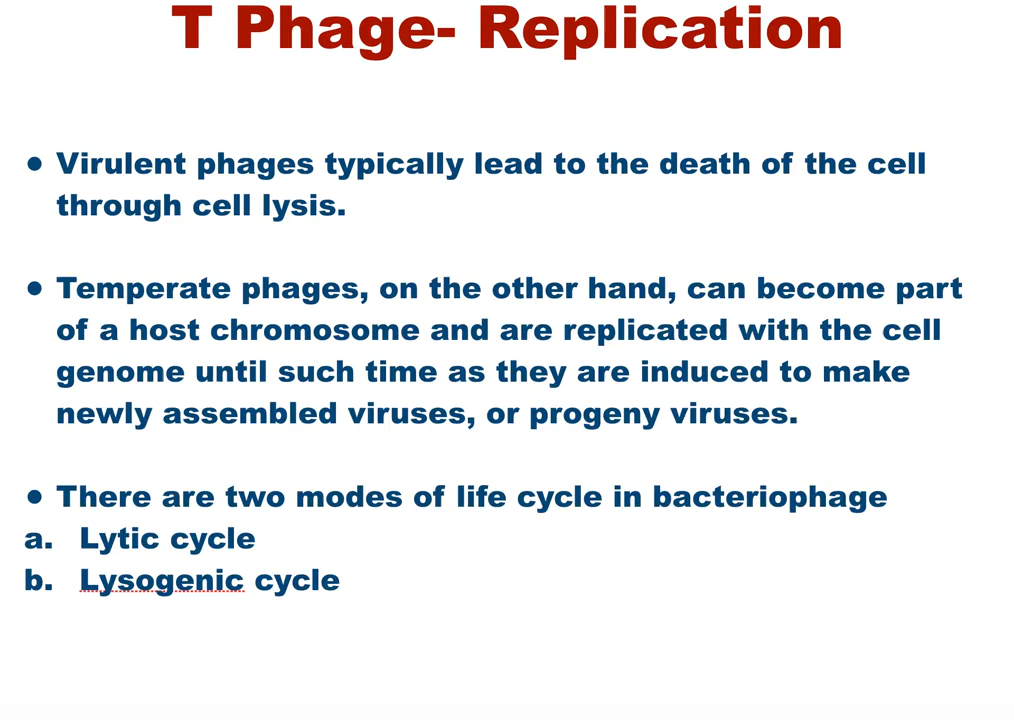 T Phage- Replication
• Virulent phages typically lead to the death of the cell
through cell lysis.
• Temperate phages, on the other hand, can become part
of a host chromosome and are replicated with the cell
genome until such time as they are induced to make
newly assembled viruses, or progeny viruses.
• There are two modes of life cycle in bacteriophage
a. Lytic cycle
b. Lysogenic cycle